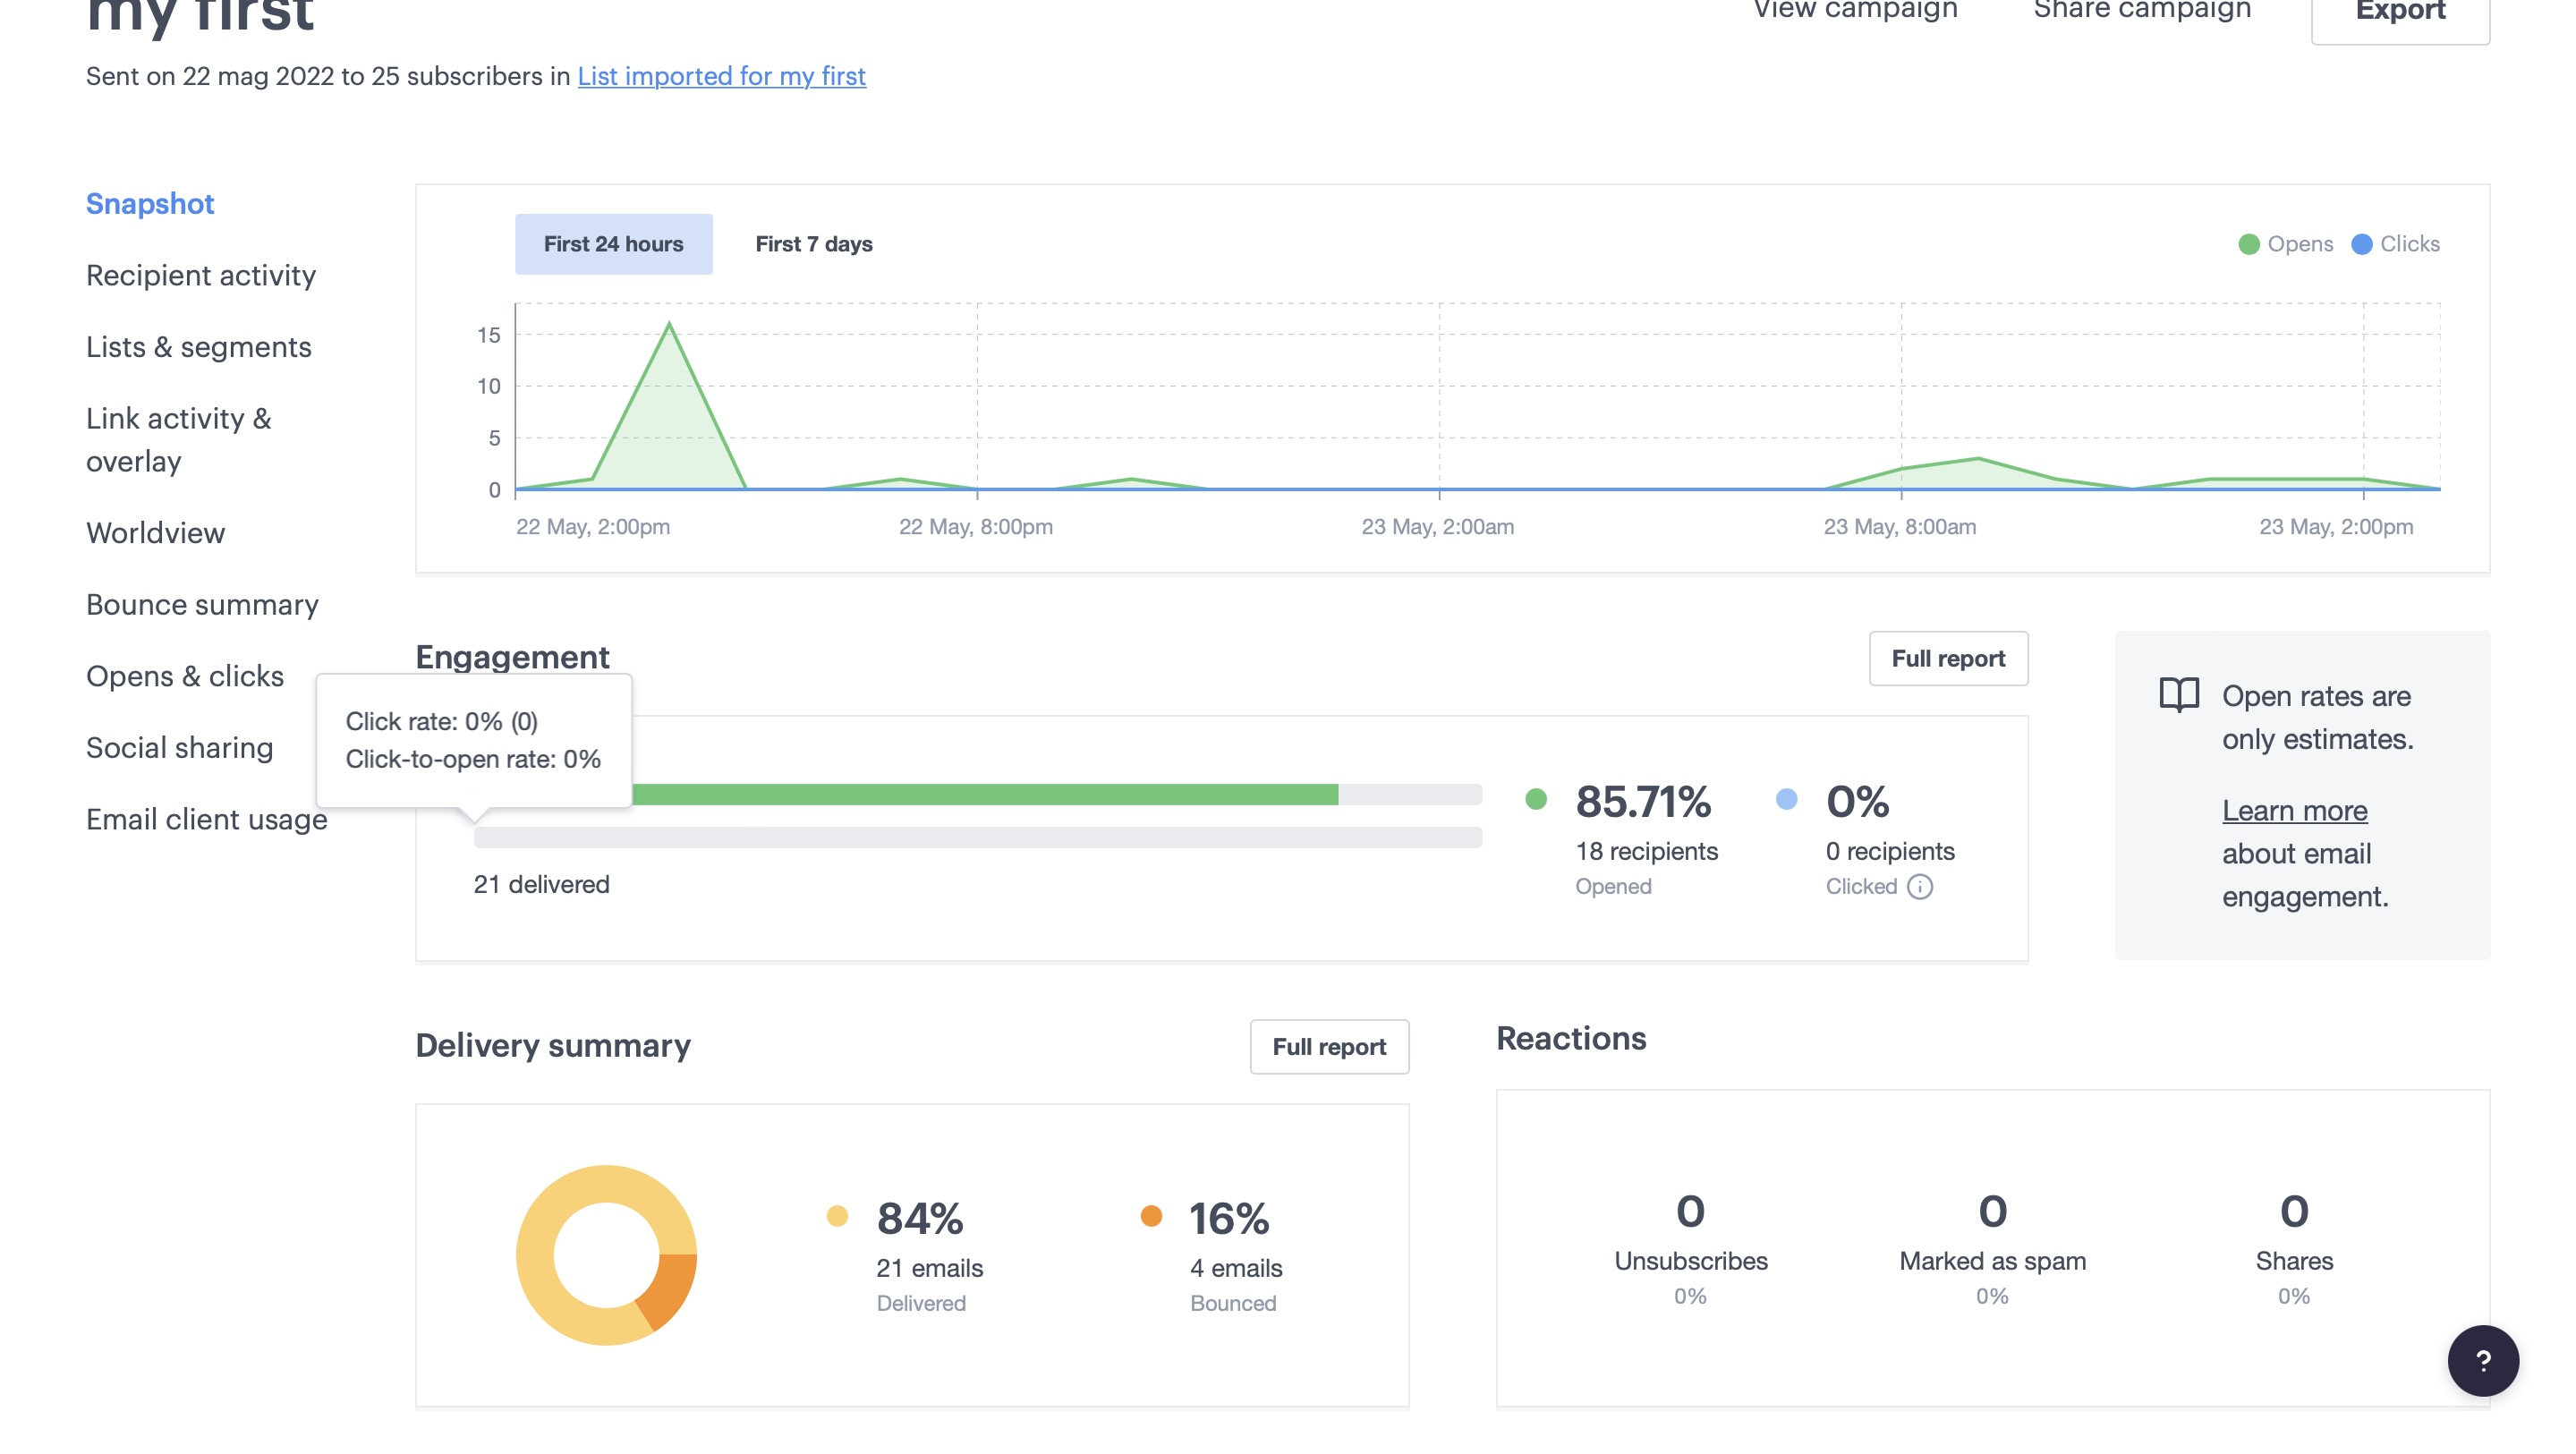 my first
View campaign
Share campaign
Export
Sent on 22 mag 2022 to 25 subscribers in List imported for my first
Snapshot
Recipient activity
Lists & segments
Link activity &
overlay
Worldview
Bounce summary
Opens & clicks
Social sharing
Email client usage
First 24 hours
First 7 days
Opens
Clicks
15
10
5
0
22 May, 2:00pm
22 May, 8:00pm
23 May, 2:00am
23 May, 8:00am
23 May, 2:00pm
Engagement
Full report
Click rate: 0% (0)
Click-to-open rate: 0%
21 delivered
85.71%
18 recipients
Opened
0%
0 recipients
Clicked
Open rates are
only estimates.
Learn more
about email
engagement.
Delivery summary
Full report
84%
21 emails
Delivered
16%
4 emails
Bounced
Reactions
0
Unsubscribes
0%
0
Marked as spam
0%
0
Shares
0%
?